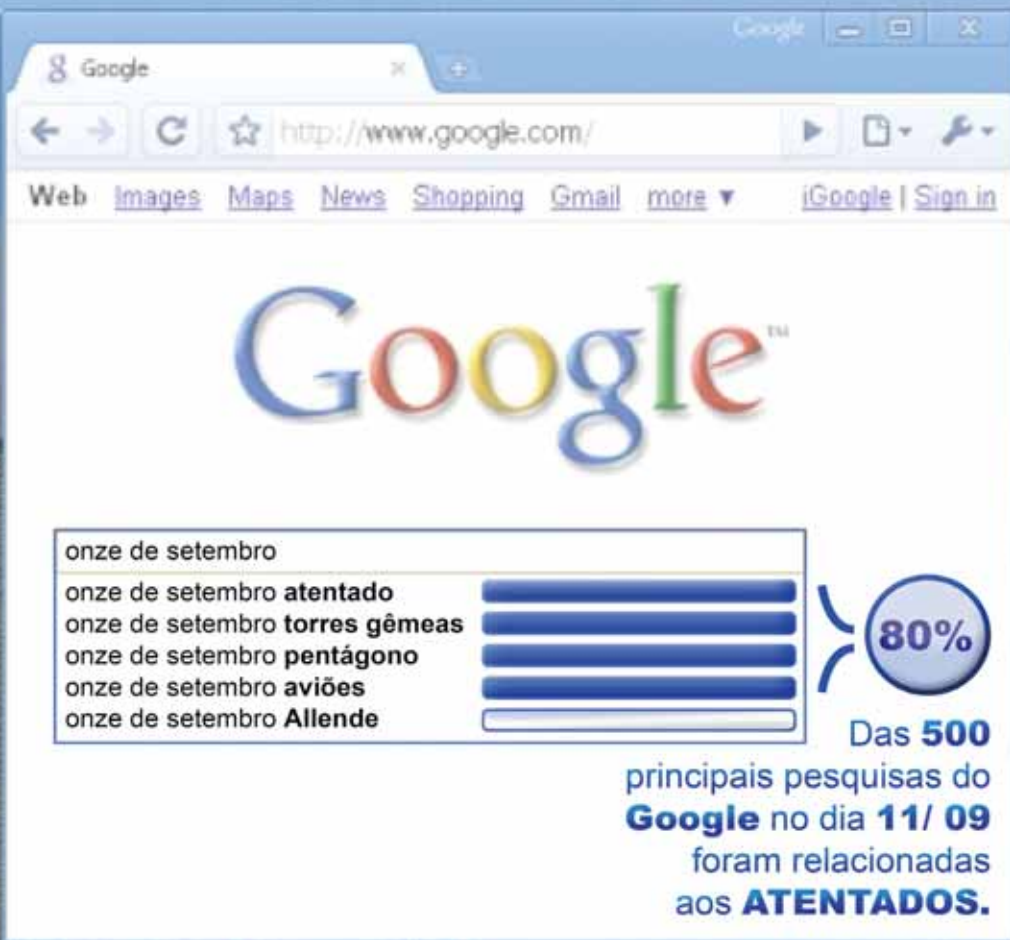 Google
Google
http://www.google.com/
Web Images Maps News Shopping Gmail more ▼ iGoogle | Sign in
Google™
onze de setembro
onze de setembro atentado
onze de setembro torres gêmeas
onze de setembro pentágono
onze de setembro aviões
onze de setembro Allende
80%
Das 500
principais pesquisas do
Google no dia 11/ 09
foram relacionadas
aos ATENTADOS.